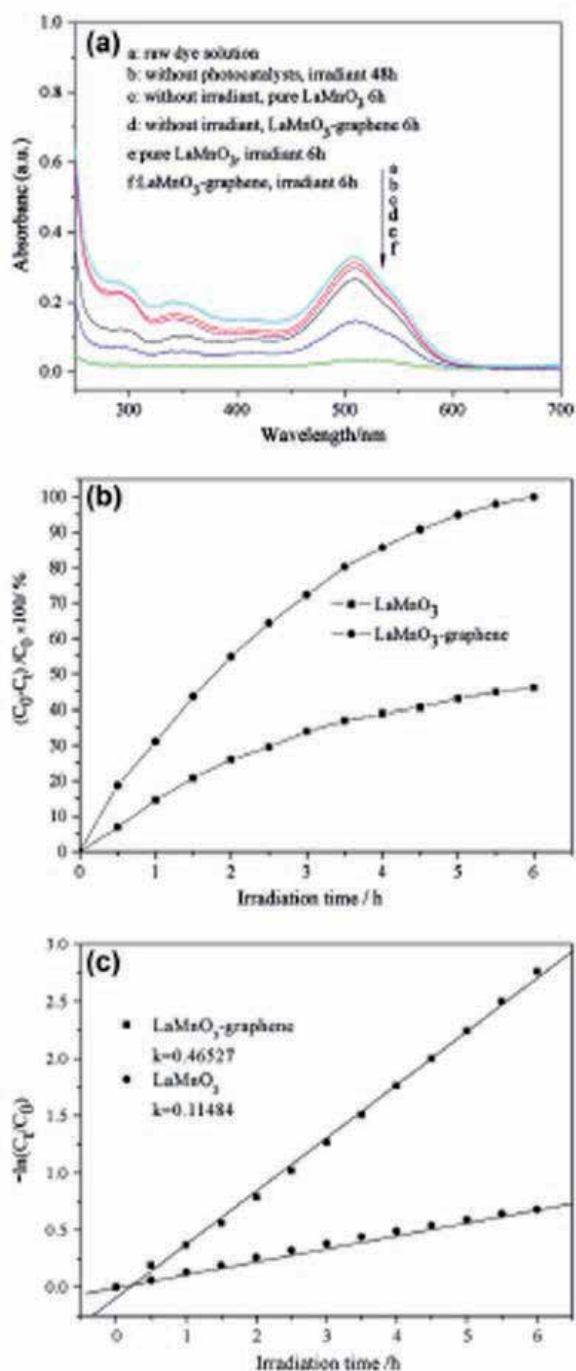 (a)
a: raw dye solution
b: without photocatalysts, irradiant 48h
c: without irradiant, pure LaMnO3 6h
d: without irradiant, LaMnO3-graphene 6h
e:pure LaMnO3, irradiant 6h
f:LaMnO3-graphene, irradiant 6h
a
b
c
d
e
f
Absorbanc (a.u.)
1.0
0.8
0.6
0.4
0.2
0.0
300 400 500 600 700
Wavelength/nm
(b)
(C0-Ct) /C0 ×100/ %
100
90
80
70
60
50
40
30
20
10
0
LaMnO3
LaMnO3-graphene
0 1 2 3 4 5 6
Irradiation time / h
(c)
-ln(Ct/C0)
3.0
2.5
2.0
1.5
1.0
0.5
0.0
LaMnO3-graphene
k=0.46527
LaMnO3
k=0.11484
0 1 2 3 4 5 6
Irradiation time /h